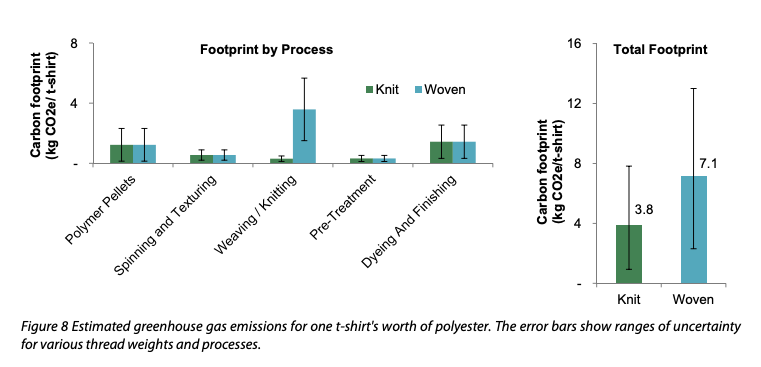 Footprint by Process
Carbon footprint
(kg CO2e/ t-shirt)
8
4
-
Knit
Woven
Polymer Pellets
Spinning and Texturing
Weaving / Knitting
Pre-Treatment
Dyeing And Finishing
Total Footprint
Carbon footprint
(kg CO2e/t-shirt)
16
12
8
4
-
3.8
7.1
Knit
Woven
Figure 8 Estimated greenhouse gas emissions for one t-shirt's worth of polyester. The error bars show ranges of uncertainty
for various thread weights and processes.